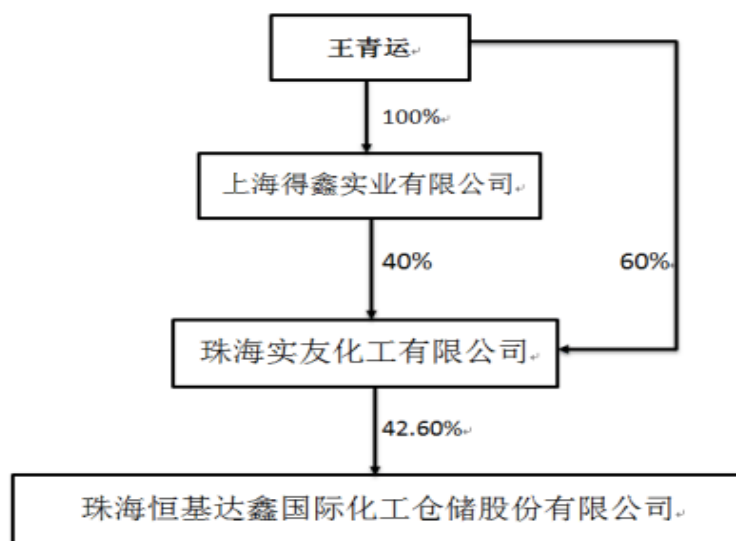 王青运
100%
上海得鑫实业有限公司
40%
60%
珠海实友化工有限公司
42.60%
珠海恒基达鑫国际化工仓储股份有限公司